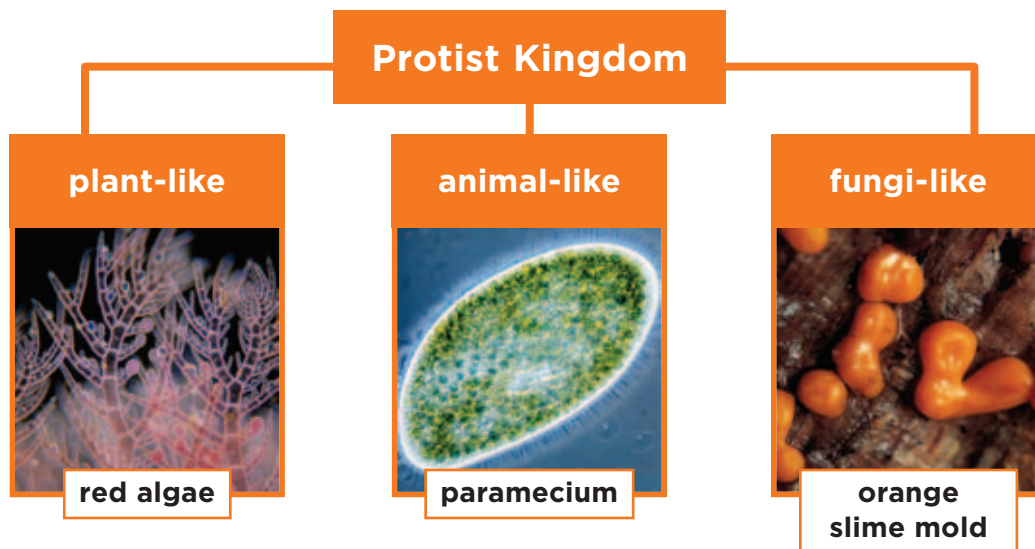 Protist Kingdom
plant-like
animal-like
fungi-like
red algae
paramecium
orange
slime mold